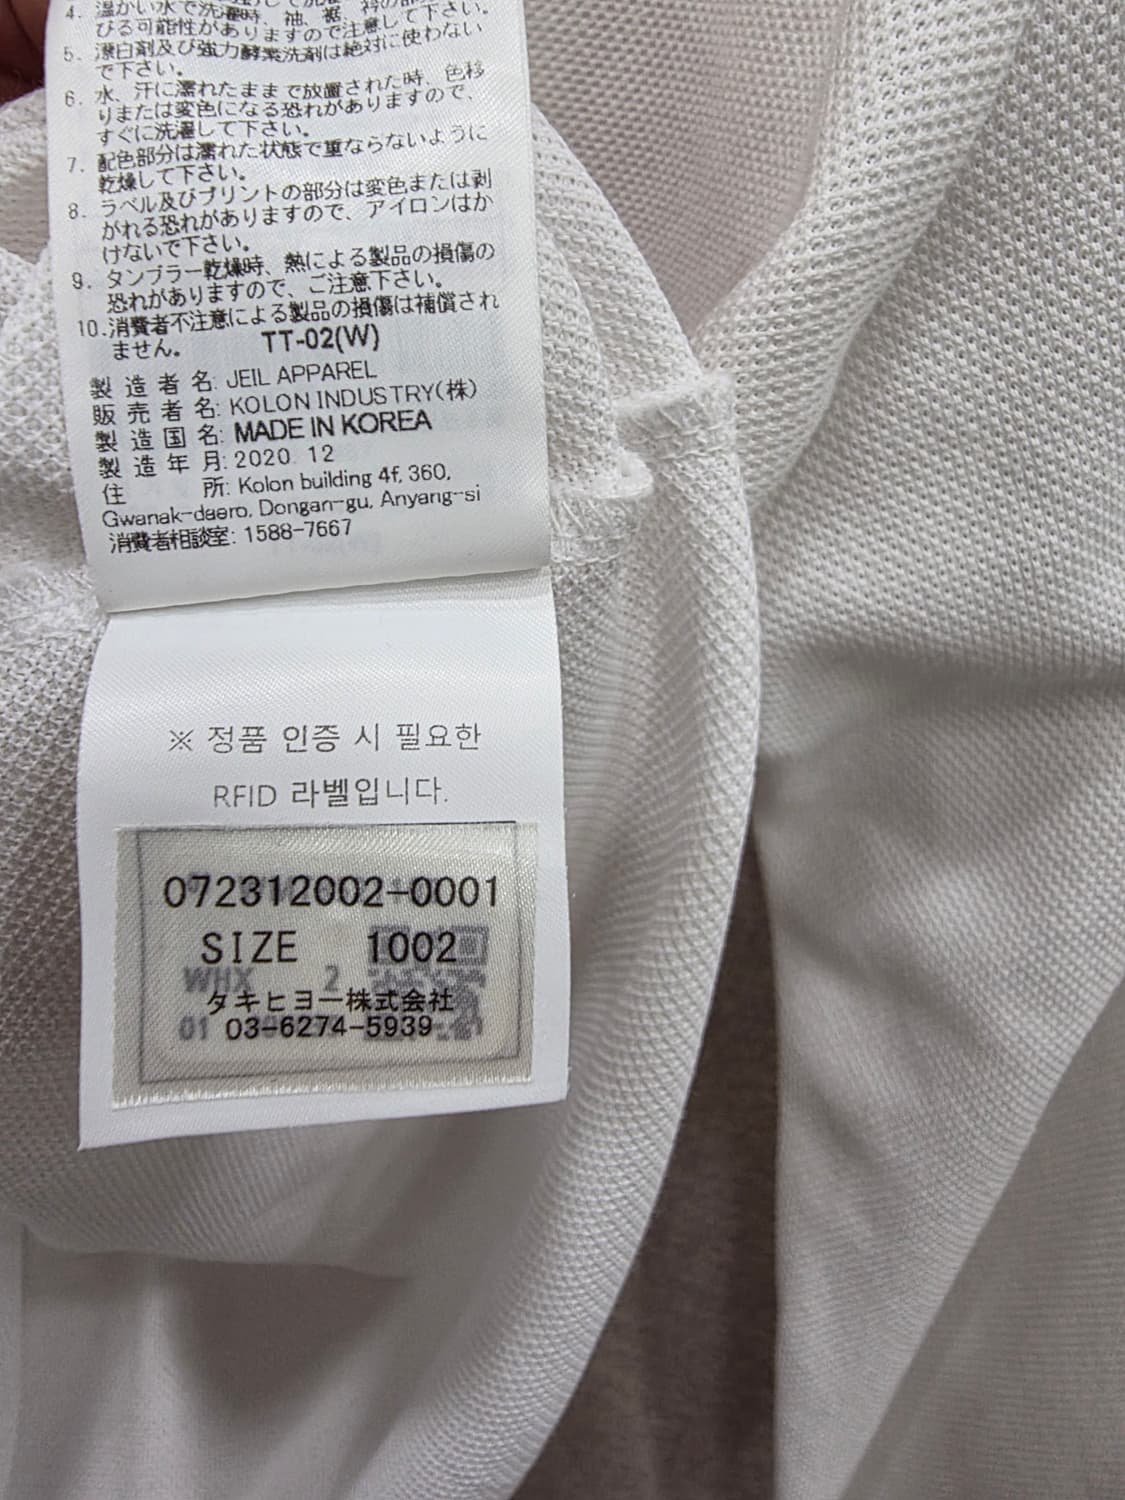 4. 温かい水で洗濯時、袖、裾、衿の部
びる可能性がありますので注意して下さい。
5. 漂白剤及び強力酵素洗剤は絶対に使わない
で下さい。
6. 水、汗に濡れたままで放置された時、色移
りまたは変色になる恐れがありますので、
すぐに洗濯して下さい。
7. 配色部分は濡れた状態で重ならないように
乾燥して下さい。
8. ラベル及びプリントの部分は変色または剥
がれる恐れがありますので、アイロンはか
けないで下さい。
9. タンブラー乾燥時、熱による製品の損傷の
恐れがありますので、ご注意下さい。
10. 消費者不注意による製品の損傷は補償され
ません。 TT-02(W)
製造者名: JEIL APPAREL
販売者名: KOLON INDUSTRY(株)
製造国名: MADE IN KOREA
製造年月: 2020. 12
住 所: Kolon building 4f, 360,
Gwanak-daero, Dongan-gu, Anyang-si
消費者相談室: 1588-7667
※ 정품 인증 시 필요한
RFID 라벨입니다.
072312002-0001
SIZE 1002
WHX 2
タキヒヨー株式会社
01 03-6274-5939